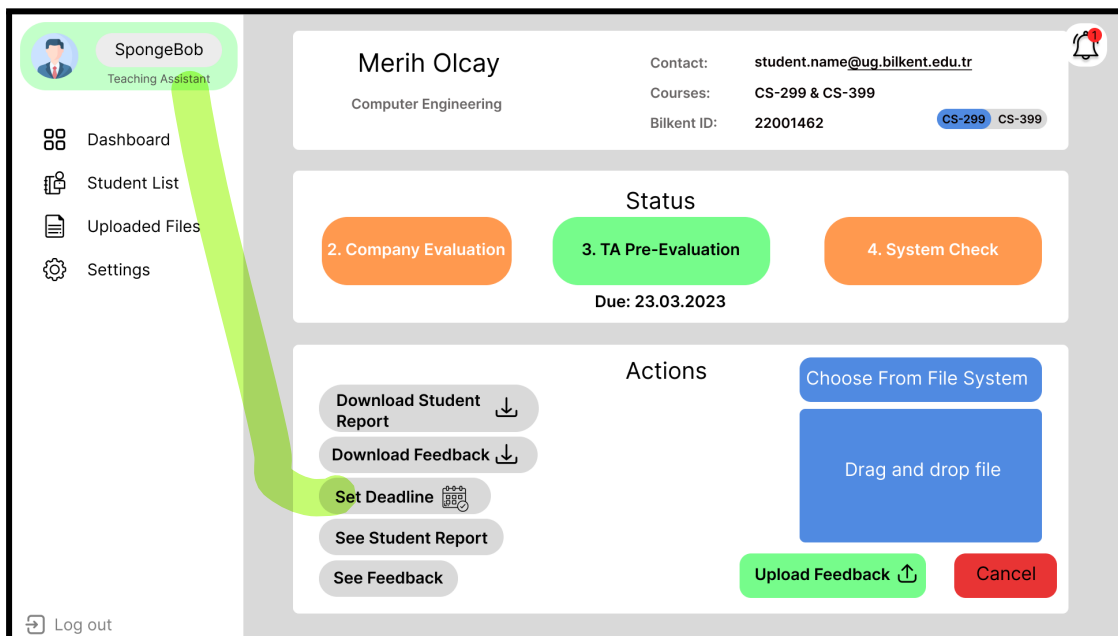 SpongeBob
Teaching Assistant
Dashboard
Student List
Uploaded Files
Settings
Log out
1
Merih Olcay
Computer Engineering
Contact: student.name@ug.bilkent.edu.tr
Courses: CS-299 & CS-399
Bilkent ID: 22001462
CS-299 CS-399
Status
2. Company Evaluation
3. TA Pre-Evaluation
4. System Check
Due: 23.03.2023
Actions
Download Student
Report
Download Feedback
Set Deadline
See Student Report
See Feedback
Choose From File System
Drag and drop file
Upload Feedback
Cancel